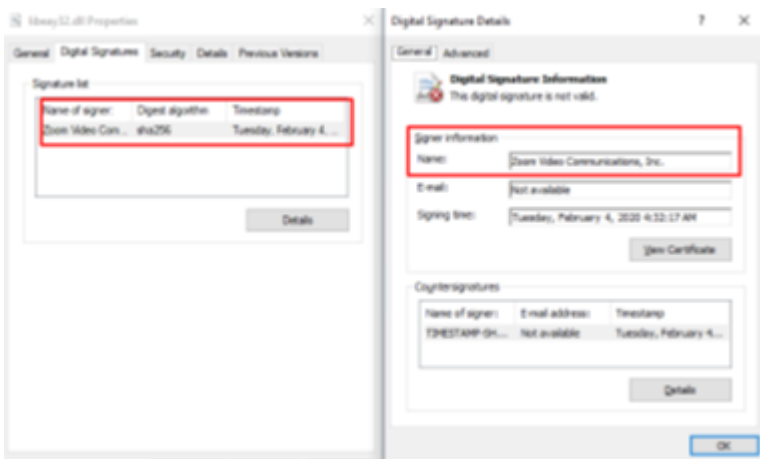 libeay32.dll Properties
General Digital Signatures Security Details Previous Versions
Signature list
Name of signer: Digest algorithm Timestamp
Zoom Video Com... sha256 Tuesday, February 4, ...
Details
Digital Signature Details
General Advanced
Digital Signature Information
This digital signature is not valid.
Signer information
Name: Zoom Video Communications, Inc.
E-mail: Not available
Signing time: Tuesday, February 4, 2020 4:32:17 AM
View Certificate
Countersignatures
Name of signer: E-mail address: Timestamp
TIMESTAMP-SH... Not available Tuesday, February 4...
Details
OK